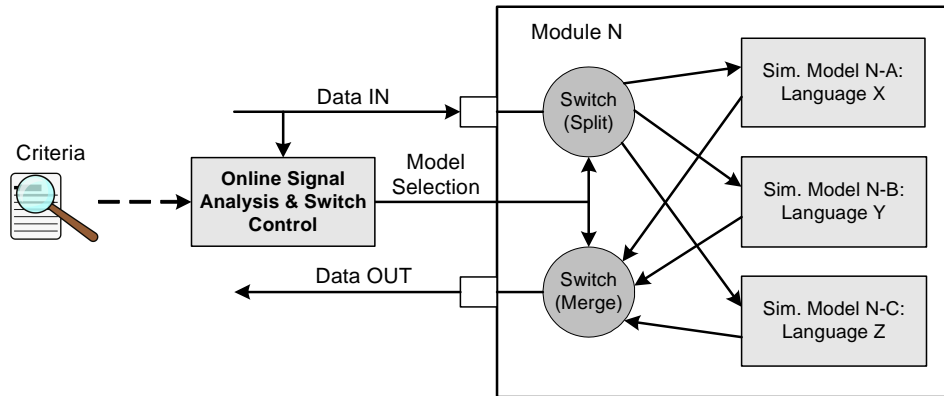 Module N
Sim. Model N-A:
Language X
Data IN
Switch
(Split)
Criteria
Online Signal
Analysis & Switch
Control
Model
Selection
Sim. Model N-B:
Language Y
Data OUT
Switch
(Merge)
Sim. Model N-C:
Language Z